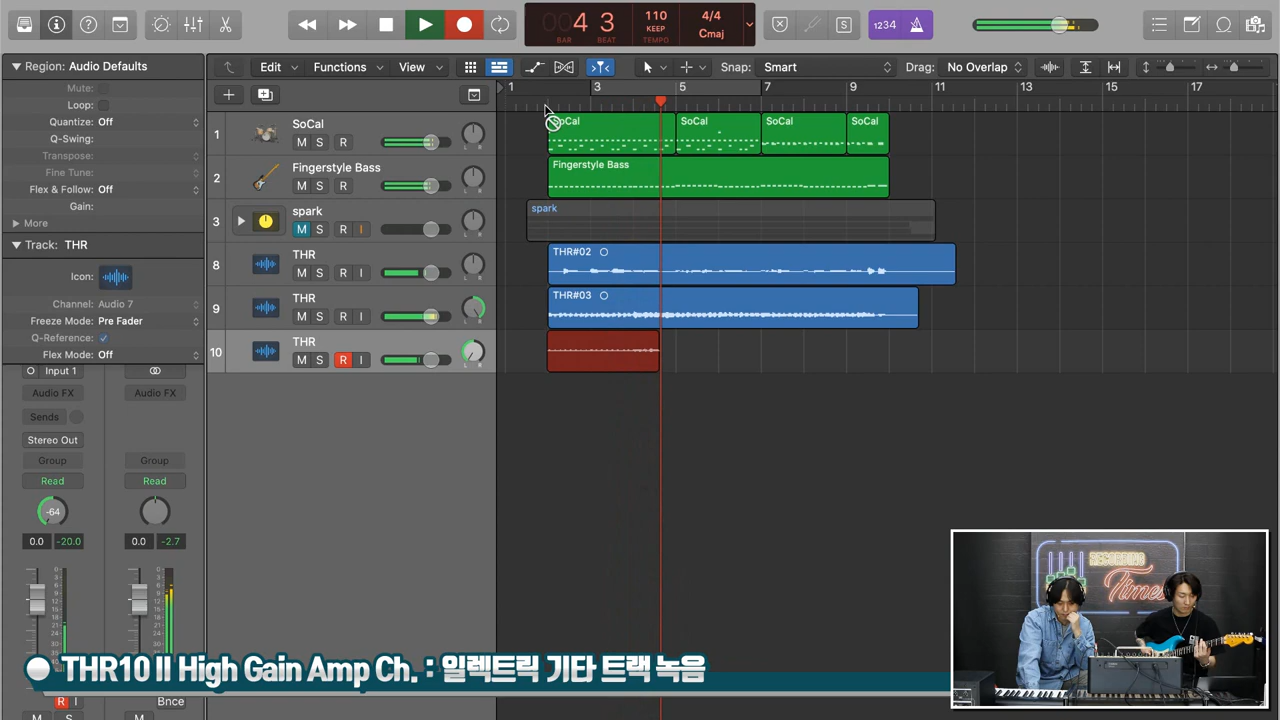 4 3
BAR BEAT
110
KEEP
TEMPO
4/4
Cmaj
1234
Region: Audio Defaults
Mute:
Loop:
Quantize: Off
Q-Swing:
Transpose:
Fine Tune:
Flex & Follow: Off
Gain:
More
Track: THR
Icon:
Channel: Audio 7
Freeze Mode: Pre Fader
Q-Reference:
Flex Mode: Off
Input 1
Audio FX Audio FX
Sends
Stereo Out
Group Group
Read Read
-64
0.0 -20.0 0.0 -2.7
R I Bnce
M S M
Edit Functions View Snap: Smart Drag: No Overlap
1 3 5 7 9 11 13 15 17
1 SoCal
M S R
2 Fingerstyle Bass
M S R
3 spark
M S R I
8 THR
M S R I
9 THR
M S R I
10 THR
M S R I
SoCal SoCal SoCal SoCal
Fingerstyle Bass
spark
THR#02
THR#03
RECORDING
Times
THR10 II High Gain Amp Ch. : 일렉트릭 기타 트랙 녹음